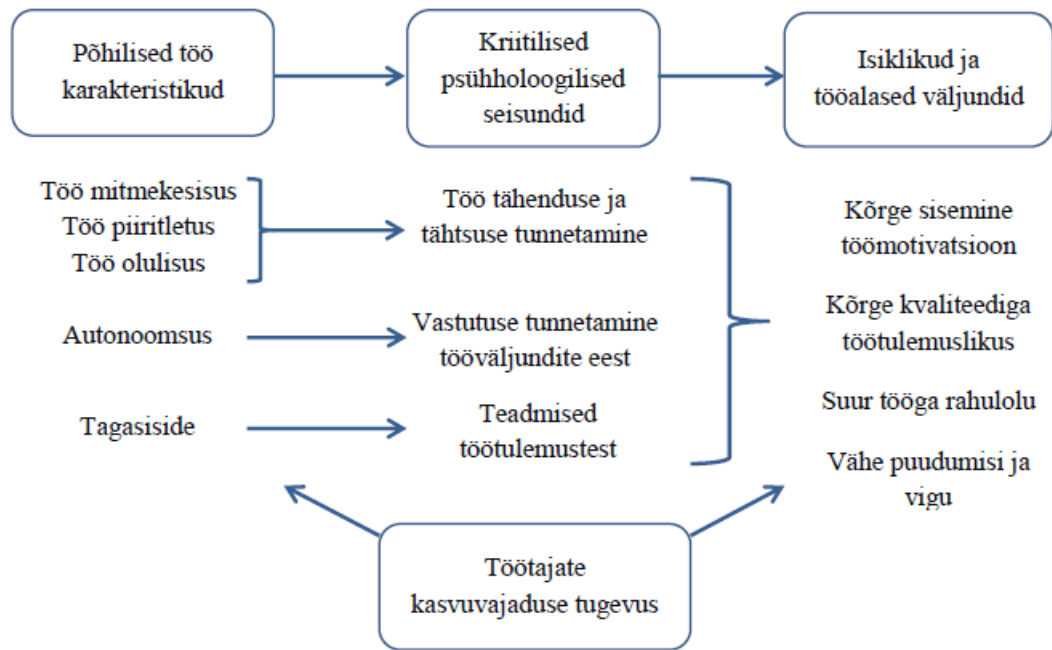 Põhilised töö
karakteristikud
Kriitilised
psühholoogilised
seisundid
Isiklikud ja
tööalased väljundid
Töö mitmekesisus
Töö piiritletus
Töö olulisus
Töö tähenduse ja
tähtsuse tunnetamine
Autonoomsus
Vastutuse tunnetamine
tööväljundite eest
Tagasiside
Teadmised
töötulemustest
Kõrge sisemine
töömotivatsioon
Kõrge kvaliteediga
töötulemuslikus
Suur tööga rahulolu
Vähe puudumisi ja
vigu
Töötajate
kasvuvajaduse tugevus